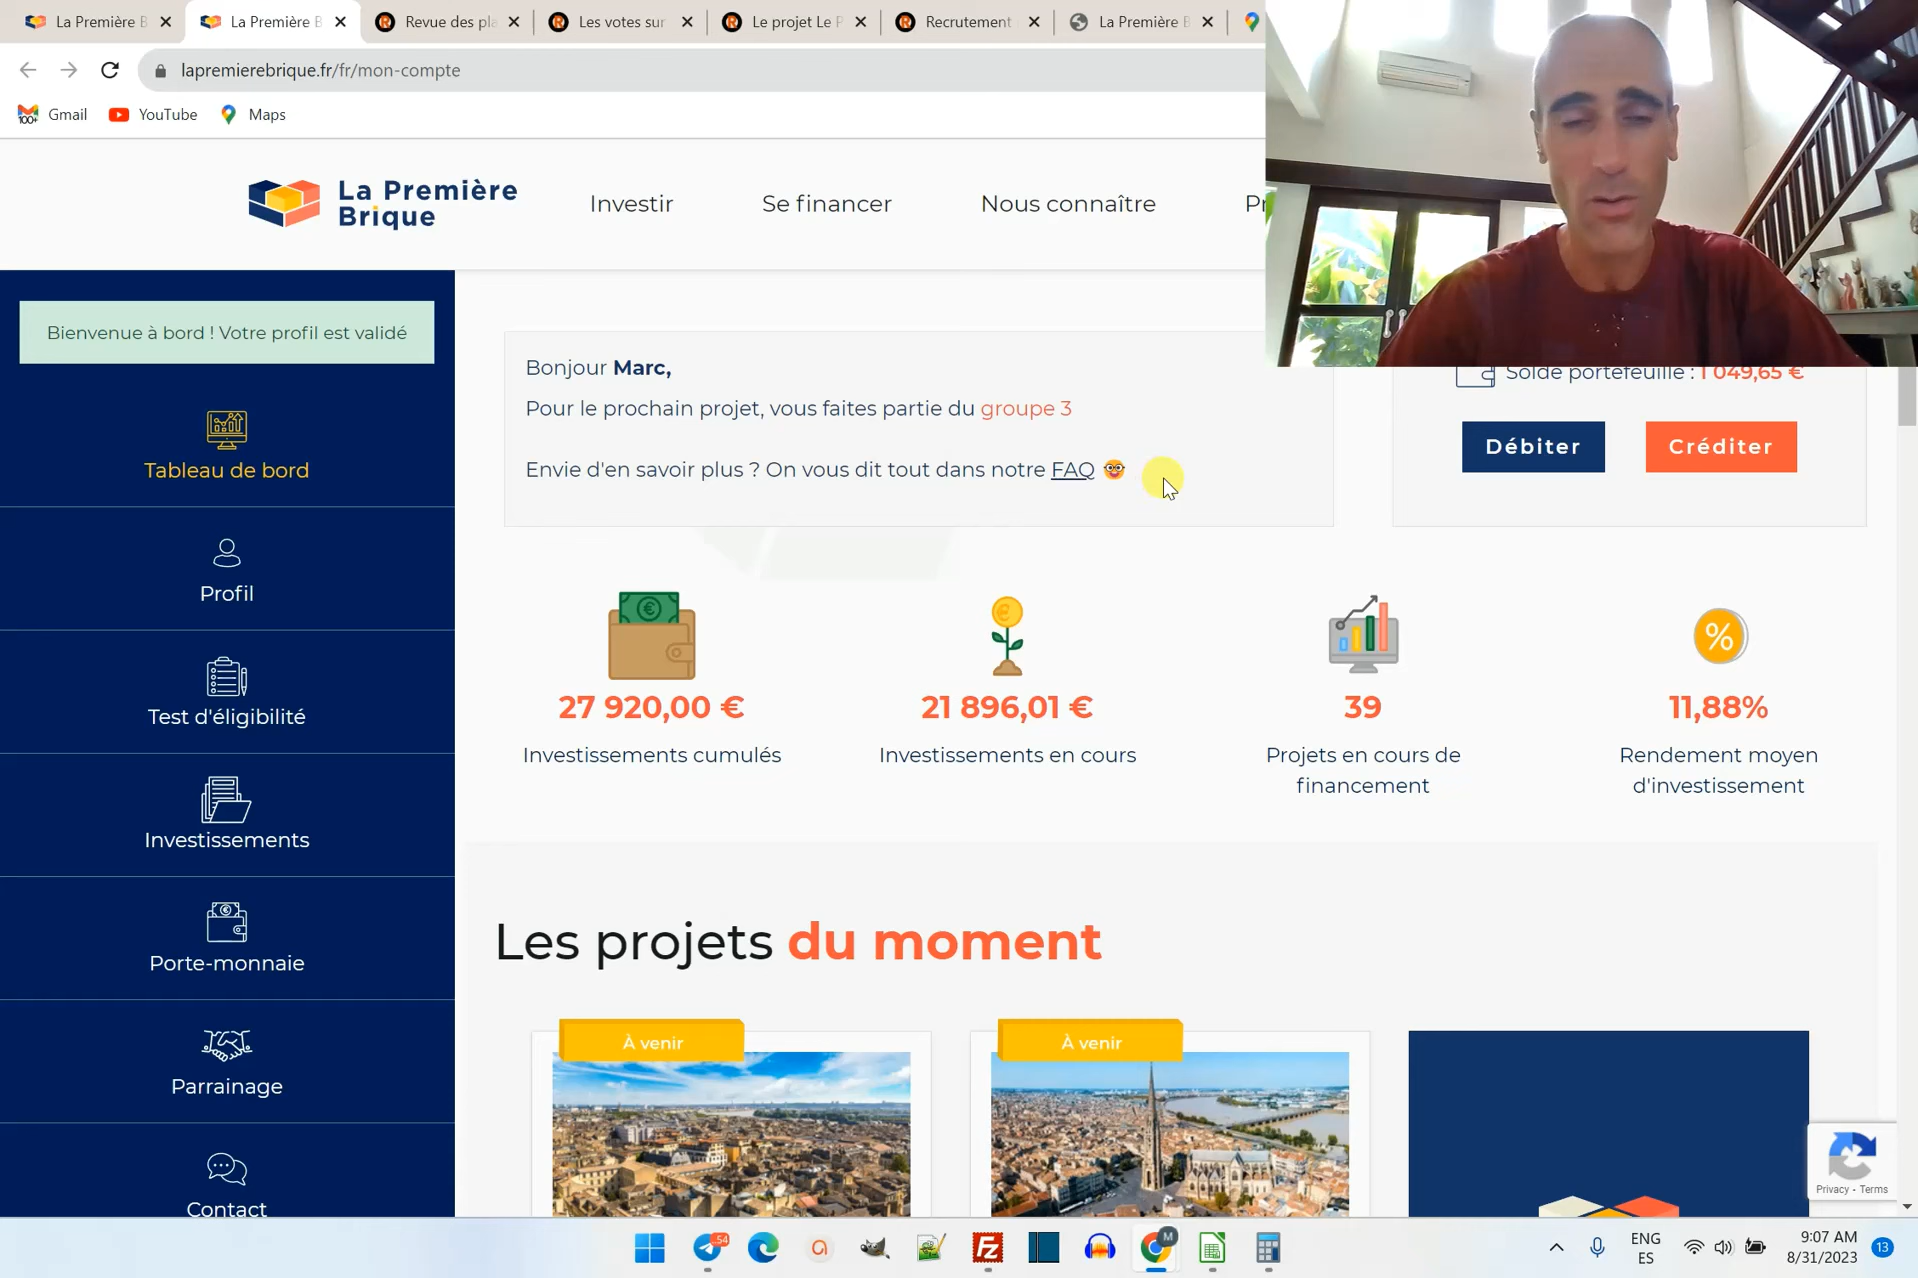 La Première B
La Première B
Revue des pla
Les votes sur
Le projet Le P
Recrutement
La Première B
lapremierebrique.fr/fr/mon-compte
Gmail
YouTube
Maps
La Première
Brique
Investir
Se financer
Nous connaître
Pr
Bienvenue à bord ! Votre profil est validé
Tableau de bord
Profil
Test d'éligibilité
Investissements
Porte-monnaie
Parrainage
Contact
Bonjour Marc,
Pour le prochain projet, vous faites partie du groupe 3
Envie d'en savoir plus ? On vous dit tout dans notre FAQ
Solde portefeuille : 1 049,65 €
Débiter
Créditer
27 920,00 €
Investissements cumulés
21 896,01 €
Investissements en cours
39
Projets en cours de
financement
11,88%
Rendement moyen
d'investissement
Les projets du moment
À venir
À venir
Privacy - Terms
54
M
ENG
ES
9:07 AM
8/31/2023
13